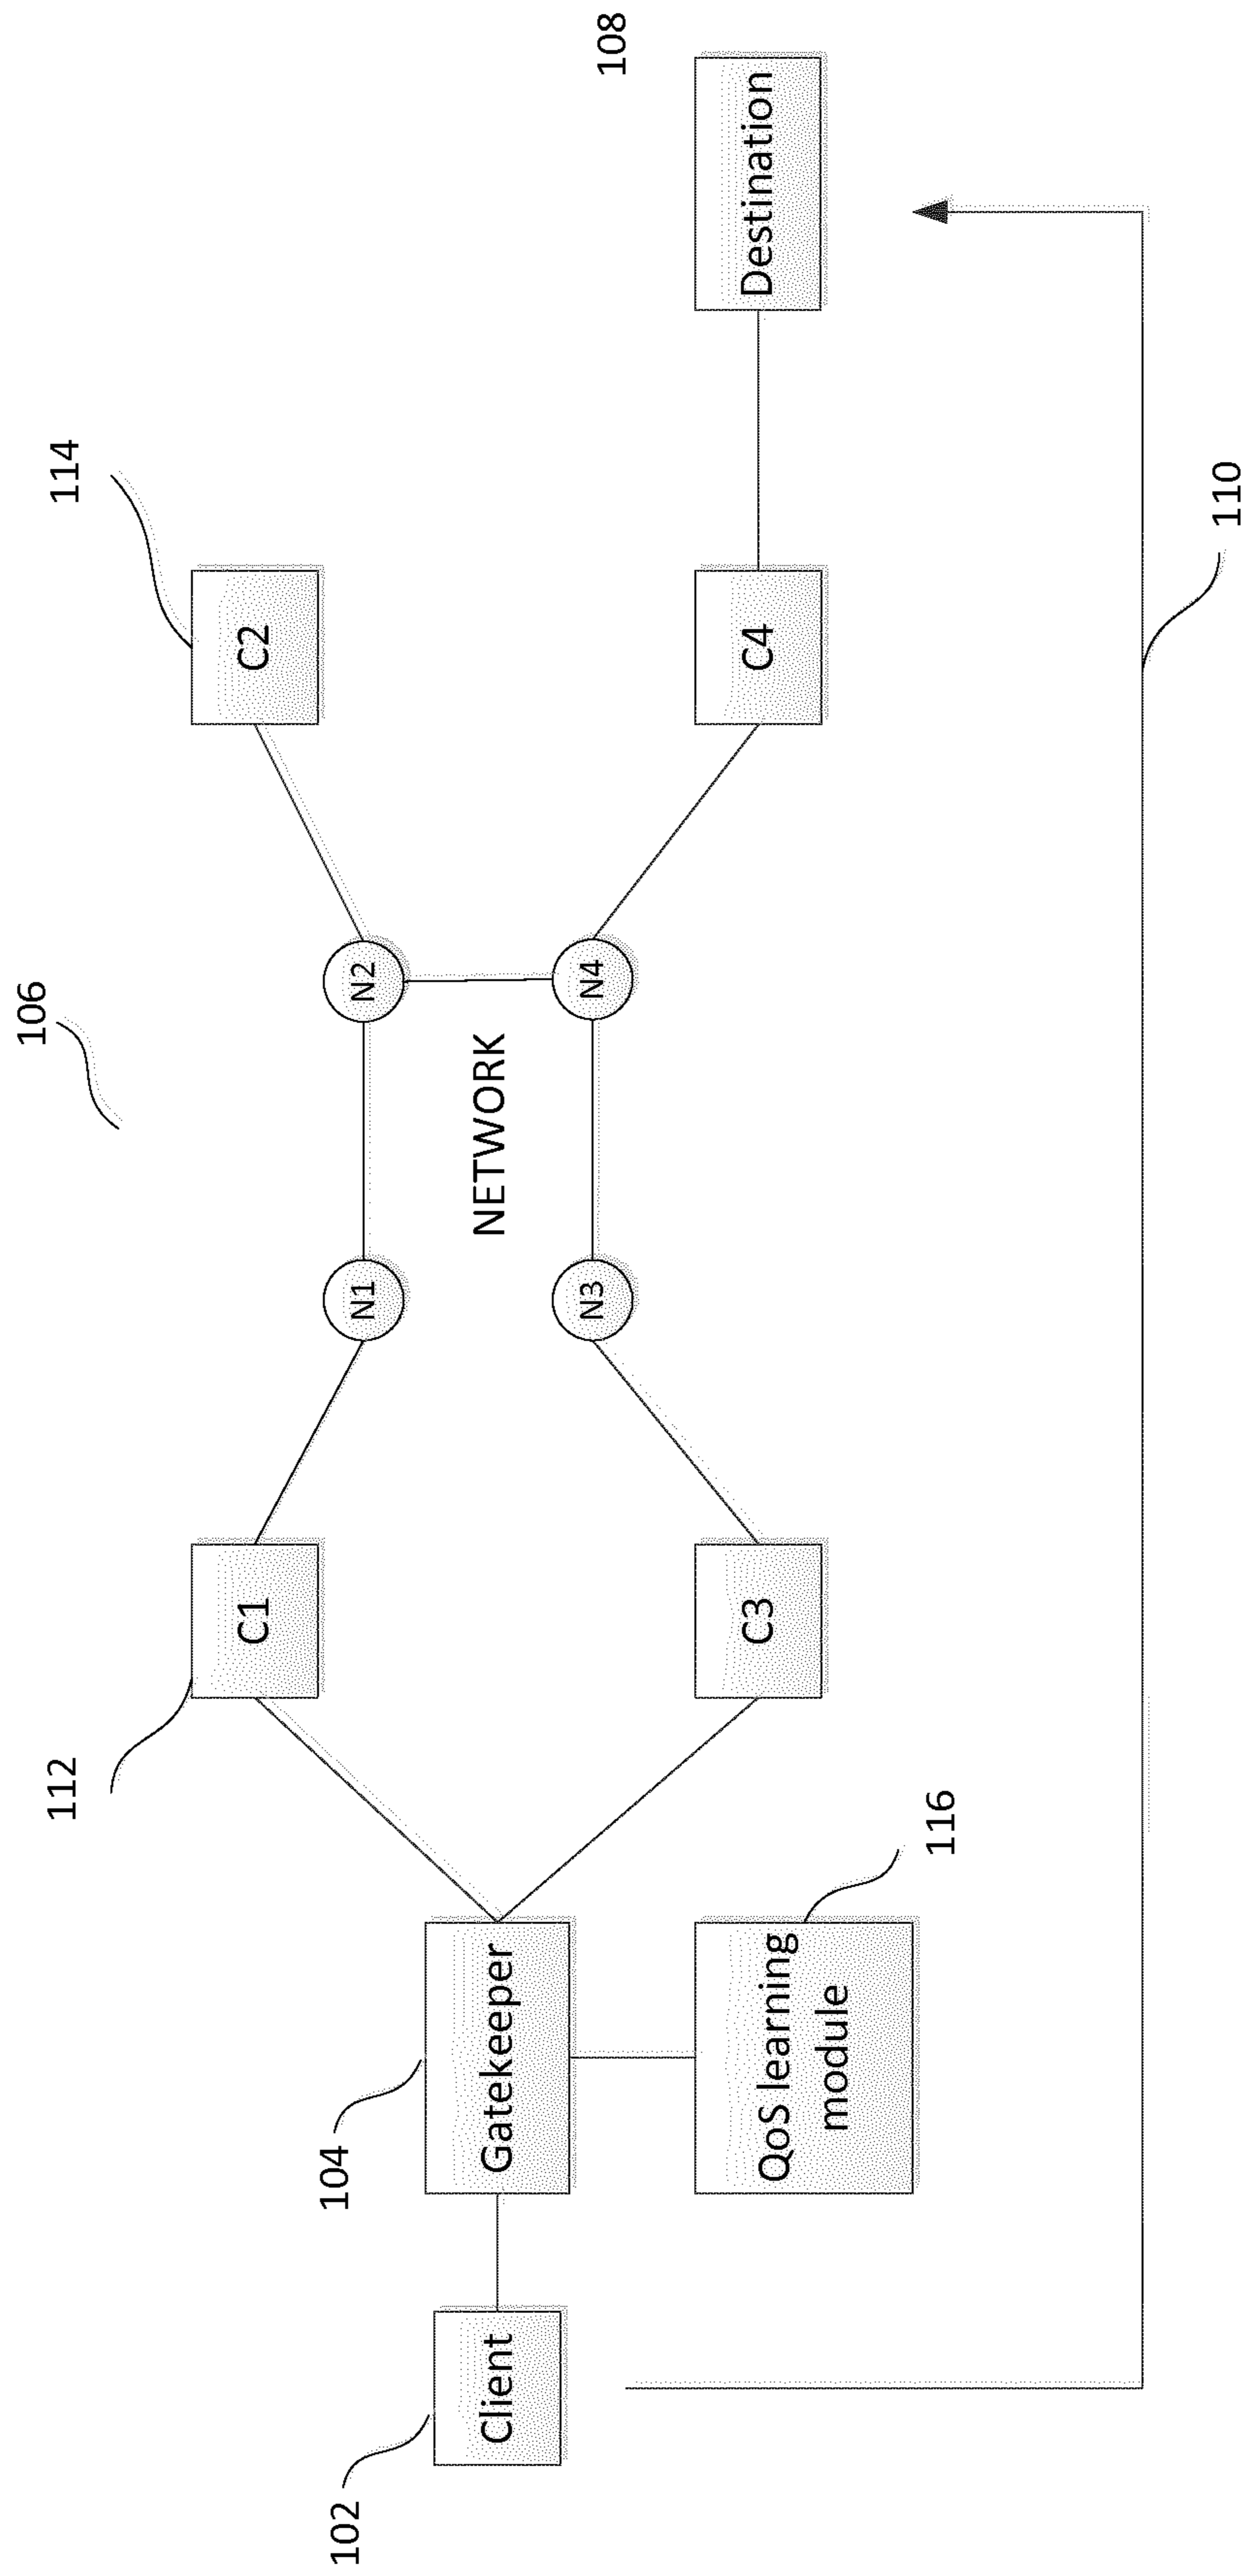 106
112
114
C1
C2
108
N1
N2
104
102
Client
Gatekeeper
NETWORK
N3
N4
QoS learning
module
116
C3
C4
Destination
110